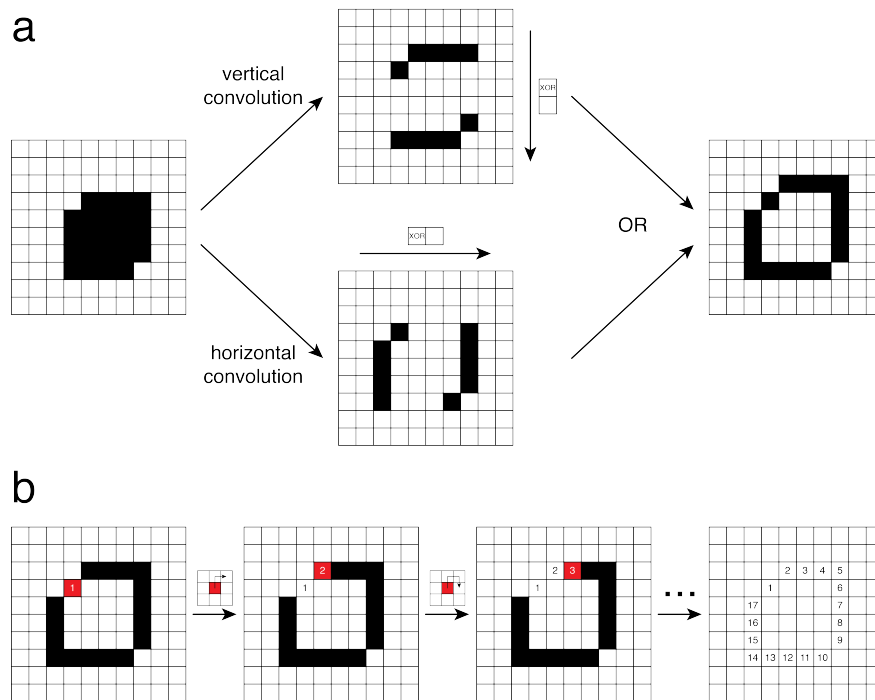 a
vertical
convolution
XOR
OR
XOR
horizontal
convolution
b
1
2
1
2
3
1
2 3 4 5
1 6
17 7
16 8
15 9
14 13 12 11 10